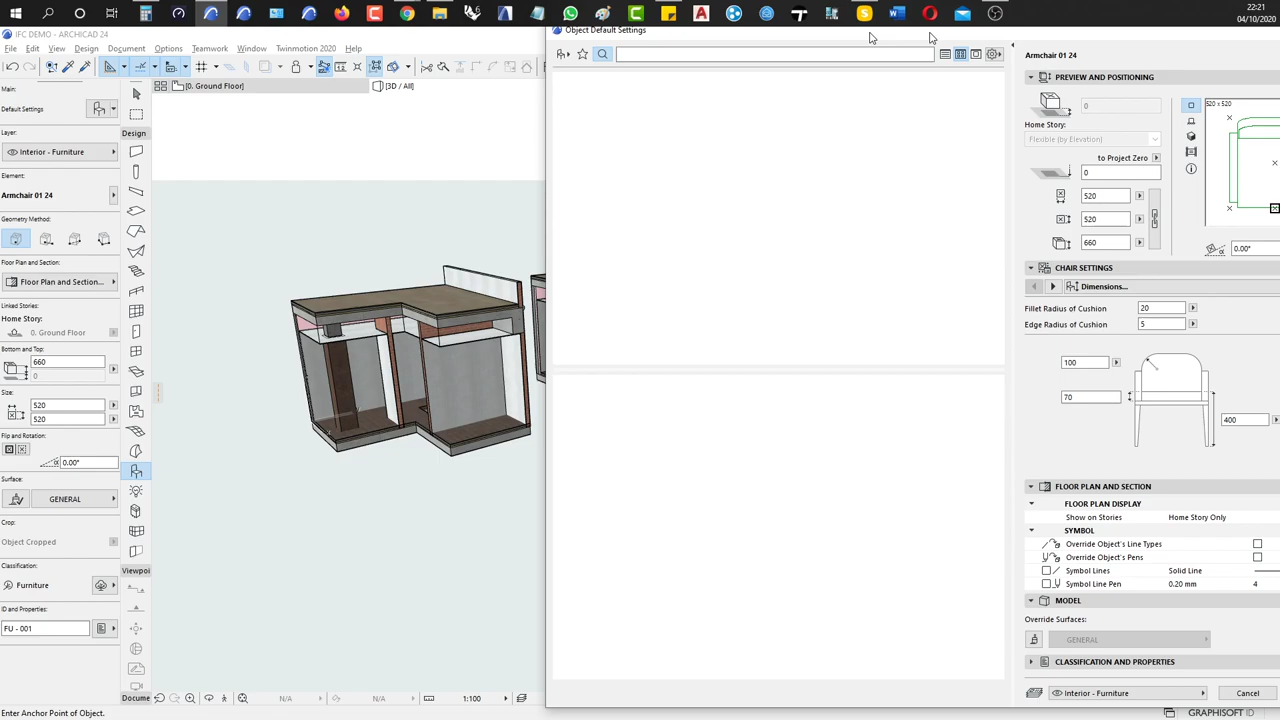 22:21
04/10/2020
IFC DEMO - ARCHICAD 24
File Edit View Design Document Options Teamwork Window Twinmotion 2020 Help
Main:
Default Settings
Layer:
Interior - Furniture
Element:
Armchair 01 24
Geometry Method:
Floor Plan and Section:
Floor Plan and Section...
Linked Stories:
Home Story:
0. Ground Floor
Bottom and Top:
660
0
Size:
520
520
Flip and Rotation:
0.00°
Surface:
GENERAL
Crop:
Object Cropped
Classification:
Furniture
ID and Properties:
FU - 001
Enter Anchor Point of Object.
Design
Viewpoi
Docume
[0. Ground Floor]
[3D / All]
N/A
N/A
1:100
Object Default Settings
Armchair 01 24
PREVIEW AND POSITIONING
0
Home Story:
Flexible (by Elevation)
to Project Zero
0
520
520
660
520 x 520
0.00°
CHAIR SETTINGS
Dimensions...
Fillet Radius of Cushion 20
Edge Radius of Cushion 5
100
70
400
FLOOR PLAN AND SECTION
FLOOR PLAN DISPLAY
Show on Stories Home Story Only
SYMBOL
Override Object's Line Types
Override Object's Pens
Symbol Lines Solid Line
Symbol Line Pen 0.20 mm 4
MODEL
Override Surfaces:
GENERAL
CLASSIFICATION AND PROPERTIES
Interior - Furniture
Cancel
GRAPHISOFT ID